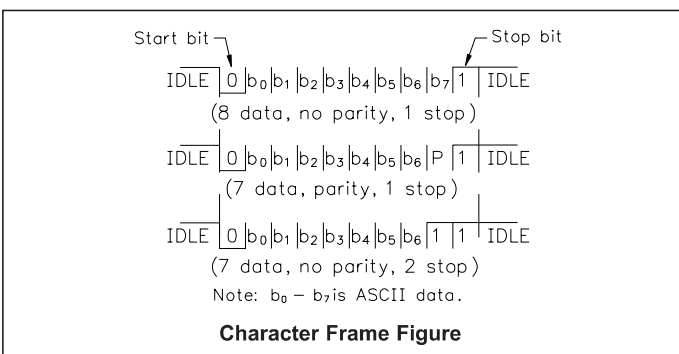 Start bit Stop bit
IDLE 0 b₀ b₁ b₂ b₃ b₄ b₅ b₆ b₇ 1 IDLE
(8 data, no parity, 1 stop)
IDLE 0 b₀ b₁ b₂ b₃ b₄ b₅ b₆ P 1 IDLE
(7 data, parity, 1 stop)
IDLE 0 b₀ b₁ b₂ b₃ b₄ b₅ b₆ 1 1 IDLE
(7 data, no parity, 2 stop)
Note: b₀ – b₇ is ASCII data.
Character Frame Figure